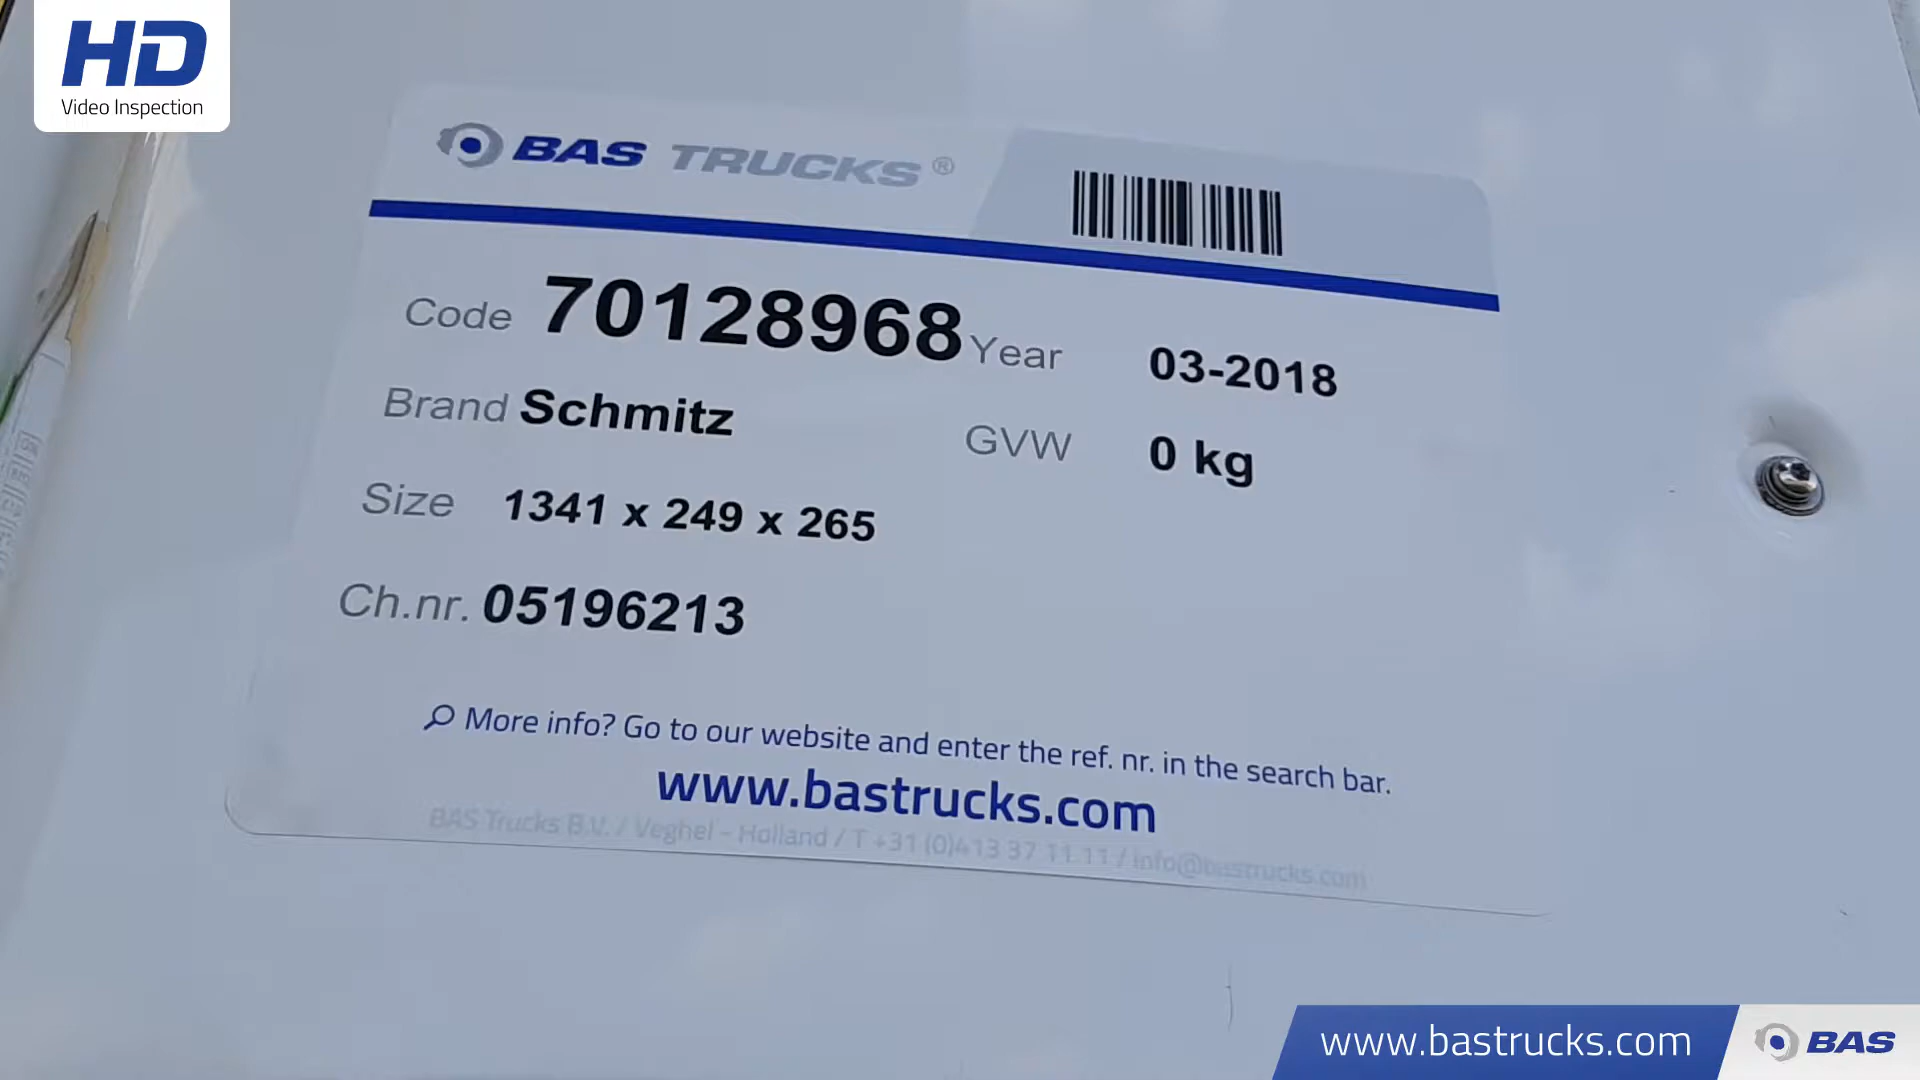 HD
Video Inspection
BAS TRUCKS®
Code 70128968 Year 03-2018
Brand Schmitz GVW 0 kg
Size 1341 x 249 x 265
Ch.nr. 05196213
More info? Go to our website and enter the ref. nr. in the search bar.
www.bastrucks.com
BAS Trucks B.V. / Veghel - Holland / T +31 (0)413 37 11 11 / info@bastrucks.com
www.bastrucks.com BAS